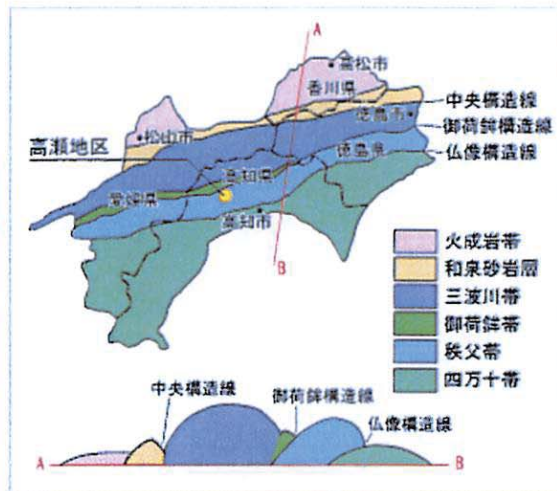 A
高松市
香川県
中央構造線
徳島市
松山市
御荷鉾構造線
高瀬地区
徳島県
仏像構造線
高知県
愛媛県
高知市
B
火成岩帯
和泉砂岩層
三波川帯
御荷鉾帯
秩父帯
四万十帯
中央構造線
御荷鉾構造線
仏像構造線
A
B